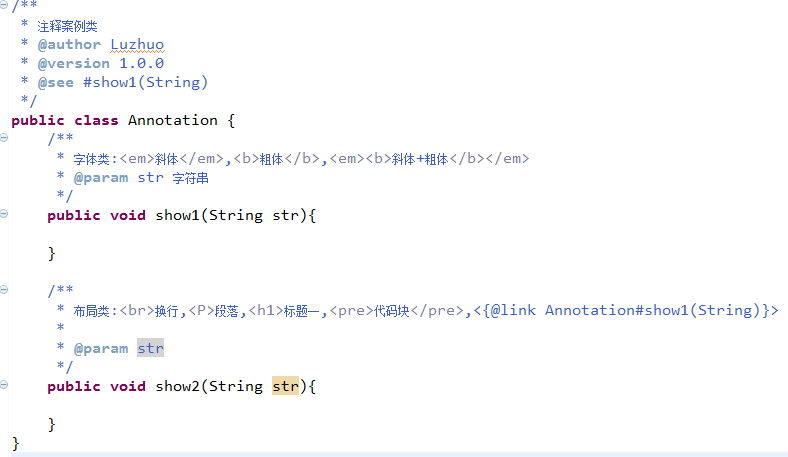 /**
 * 注释案例类
 * @author Luzhuo
 * @version 1.0.0
 * @see #show1(String)
 */
public class Annotation {
    /**
     * 字体类:<em>斜体</em>,<b>粗体</b>,<em><b>斜体+粗体</b></em>
     * @param str 字符串
     */
    public void show1(String str){
    }
    /**
     * 布局类:<br>换行,<P>段落,<h1>标题一,<pre>代码块</pre>,<{@link Annotation#show1(String)}>
     *
     * @param str
     */
    public void show2(String str){
    }
}